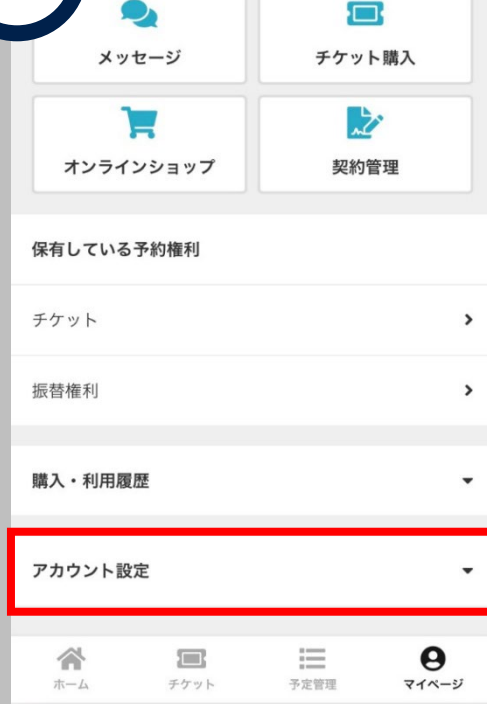 メッセージ
チケット購入
オンラインショップ
契約管理
保有している予約権利
チケット
振替権利
購入・利用履歴
アカウント設定
ホーム
チケット
予定管理
マイページ